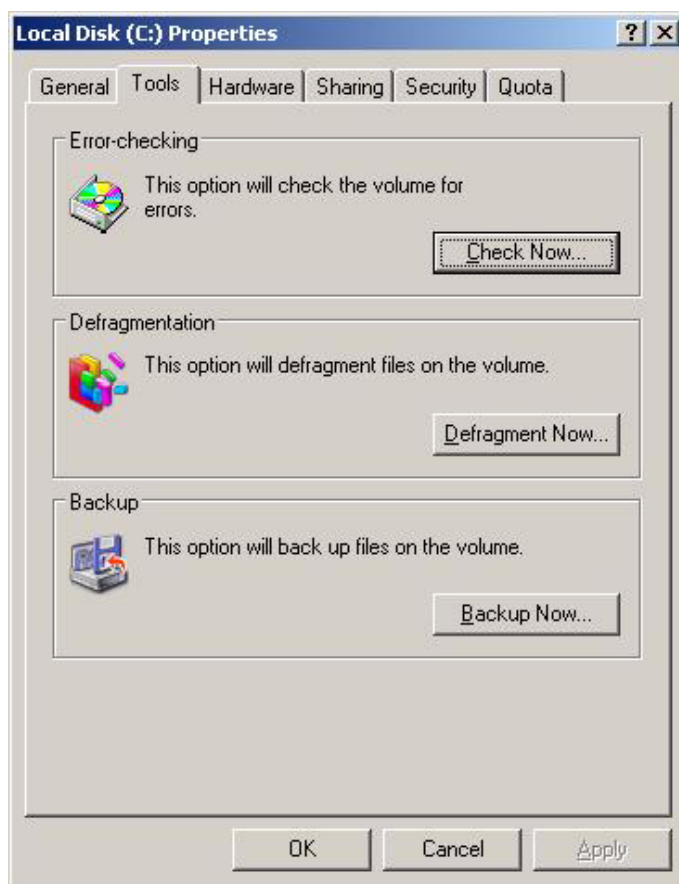 Local Disk (C:) Properties
General Tools Hardware Sharing Security Quota
Error-checking
This option will check the volume for
errors.
Check Now...
Defragmentation
This option will defragment files on the volume.
Defragment Now...
Backup
This option will back up files on the volume.
Backup Now...
OK Cancel Apply